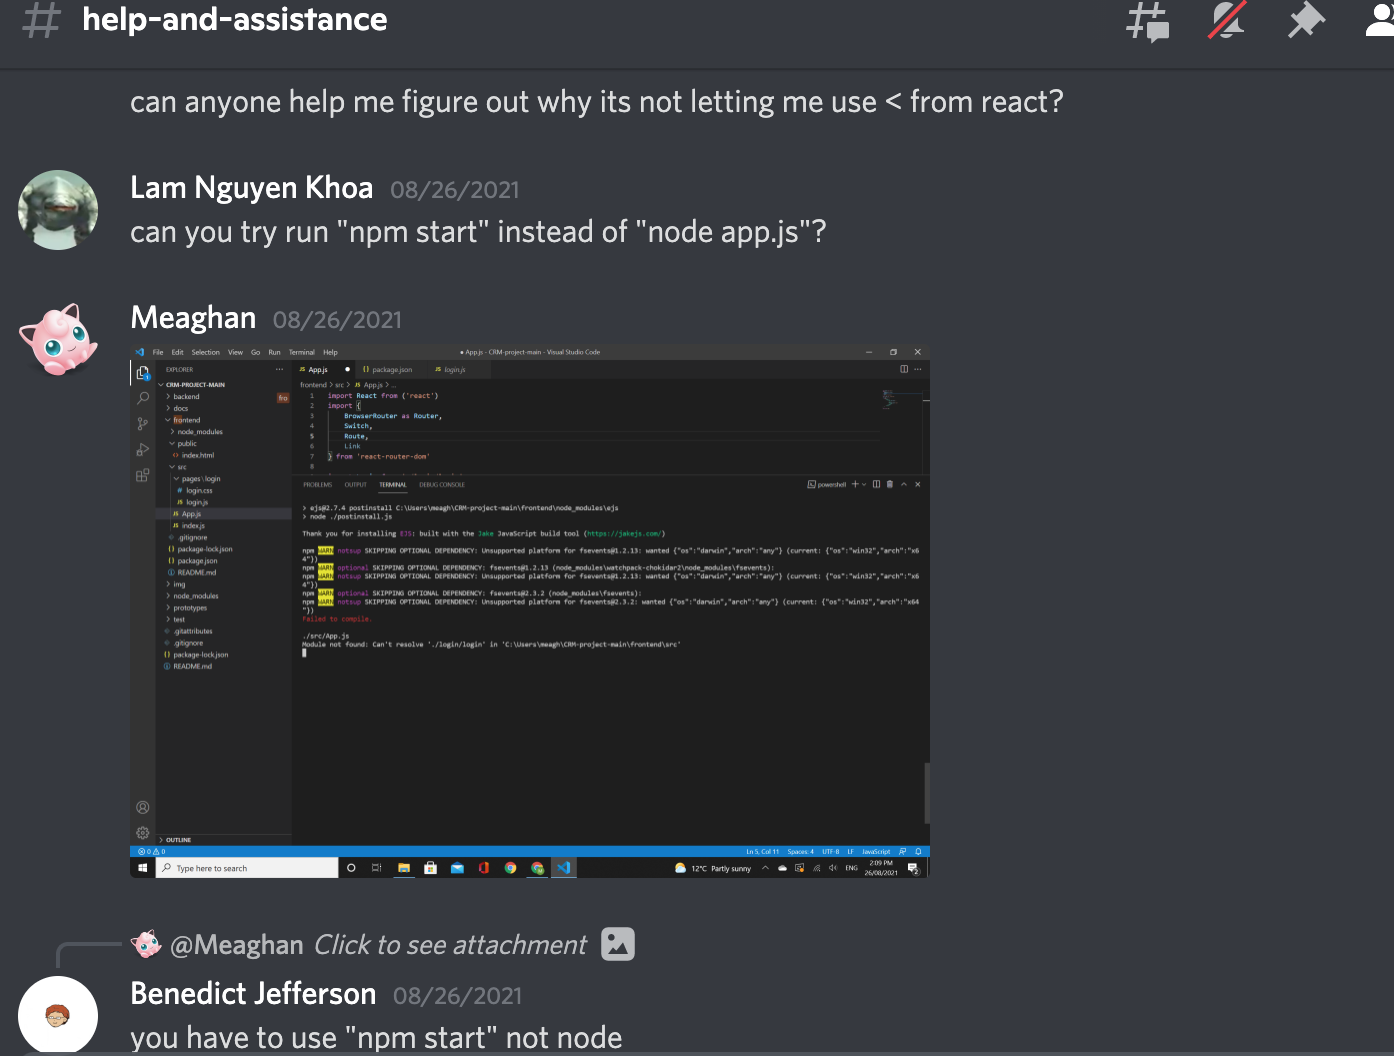 help-and-assistance
can anyone help me figure out why its not letting me use < from react?
Lam Nguyen Khoa 08/26/2021
can you try run "npm start" instead of "node app.js"?
Meaghan 08/26/2021
File Edit Selection View Go Run Terminal Help
● App.js - CRM-project-main - Visual Studio Code
EXPLORER ···
JS App.js ● {} package.json JS login.js
CRM-PROJECT-MAIN
frontend > src > JS App.js > ...
fro
backend
docs
frontend
node_modules
public
index.html
src
pages \ login
# login.css
JS login.js
JS App.js
JS index.js
.gitignore
{} package-lock.json
{} package.json
README.md
img
node_modules
prototypes
test
.gitattributes
.gitignore
{} package-lock.json
README.md
OUTLINE
1 import React from ('react')
2 import {
3 BrowserRouter as Router,
4 Switch,
5 Route,
6 Link
7 } from 'react-router-dom'
8
PROBLEMS OUTPUT TERMINAL DEBUG CONSOLE
powershell
> ejs@2.7.4 postinstall C:\Users\meagh\CRM-project-main\frontend\node_modules\ejs
> node ./postinstall.js
Thank you for installing EJS: built with the Jake JavaScript build tool (https://jakejs.com/)
npm WARN notsup SKIPPING OPTIONAL DEPENDENCY: Unsupported platform for fsevents@1.2.13: wanted {"os":"darwin","arch":"any"} (current: {"os":"win32","arch":"x6
4"})
npm WARN optional SKIPPING OPTIONAL DEPENDENCY: fsevents@1.2.13 (node_modules\watchpack-chokidar2\node_modules\fsevents):
npm WARN notsup SKIPPING OPTIONAL DEPENDENCY: Unsupported platform for fsevents@1.2.13: wanted {"os":"darwin","arch":"any"} (current: {"os":"win32","arch":"x6
4"})
npm WARN optional SKIPPING OPTIONAL DEPENDENCY: fsevents@2.3.2 (node_modules\fsevents):
npm WARN notsup SKIPPING OPTIONAL DEPENDENCY: Unsupported platform for fsevents@2.3.2: wanted {"os":"darwin","arch":"any"} (current: {"os":"win32","arch":"x64
"})
Failed to compile.
./src/App.js
Module not found: Can't resolve './login/login' in 'C:\Users\meagh\CRM-project-main\frontend\src'
0 0
Ln 5, Col 11 Spaces: 4 UTF-8 LF JavaScript
Type here to search
12°C Partly sunny
ENG
2:09 PM
26/08/2021
2
@Meaghan Click to see attachment
Benedict Jefferson 08/26/2021
you have to use "npm start" not node